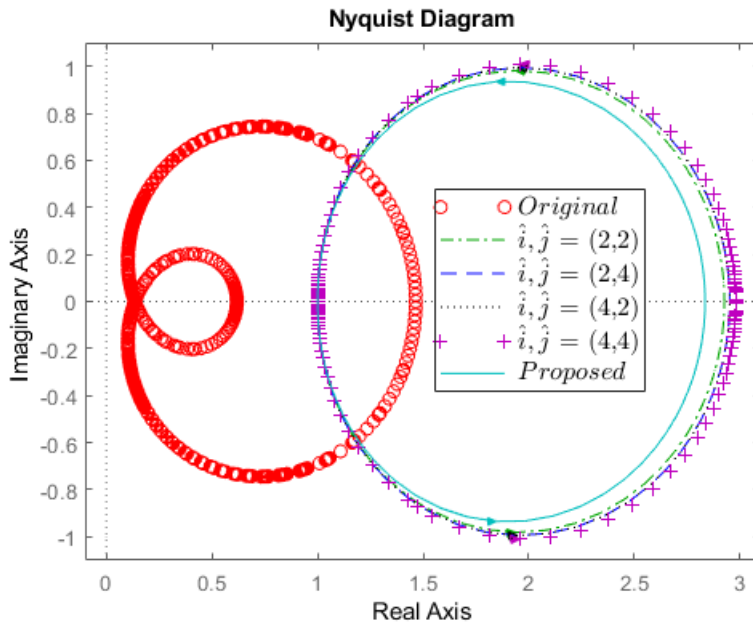 Nyquist Diagram
Imaginary Axis
1
0.8
0.6
0.4
0.2
0
-0.2
-0.4
-0.6
-0.8
-1
Original
î, ĵ = (2,2)
î, ĵ = (2,4)
î, ĵ = (4,2)
î, ĵ = (4,4)
Proposed
0
0.5
1
1.5
2
2.5
3
Real Axis